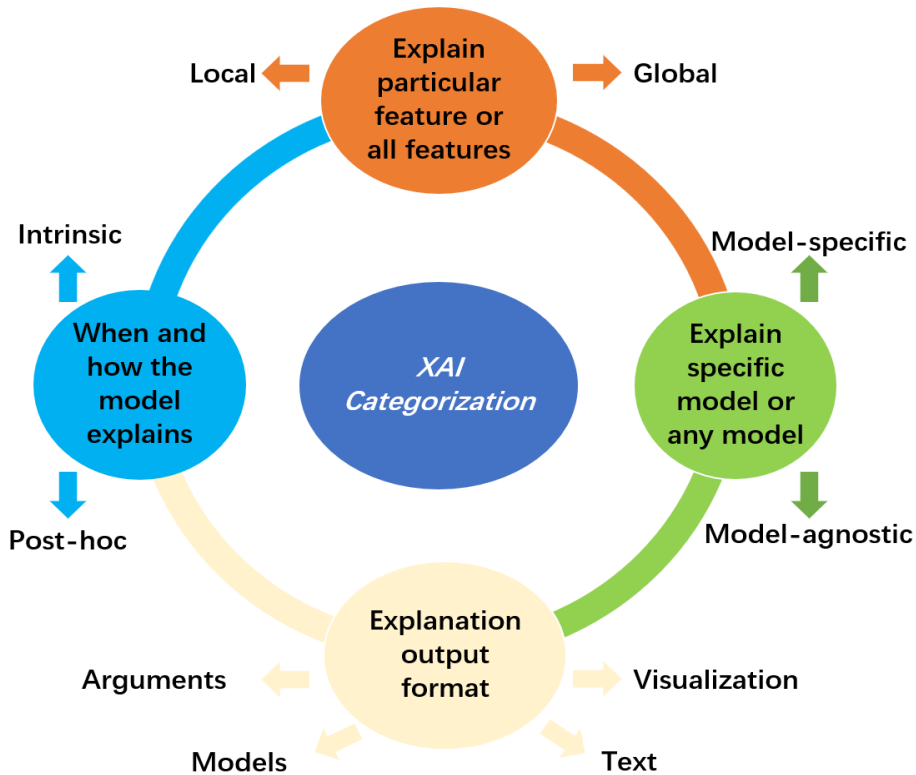 Explain
particular
feature or
all features
Local
Global
Intrinsic
Model-specific
When and
how the
model
explains
XAI
Categorization
Explain
specific
model or
any model
Post-hoc
Model-agnostic
Explanation
output
format
Arguments
Visualization
Models
Text